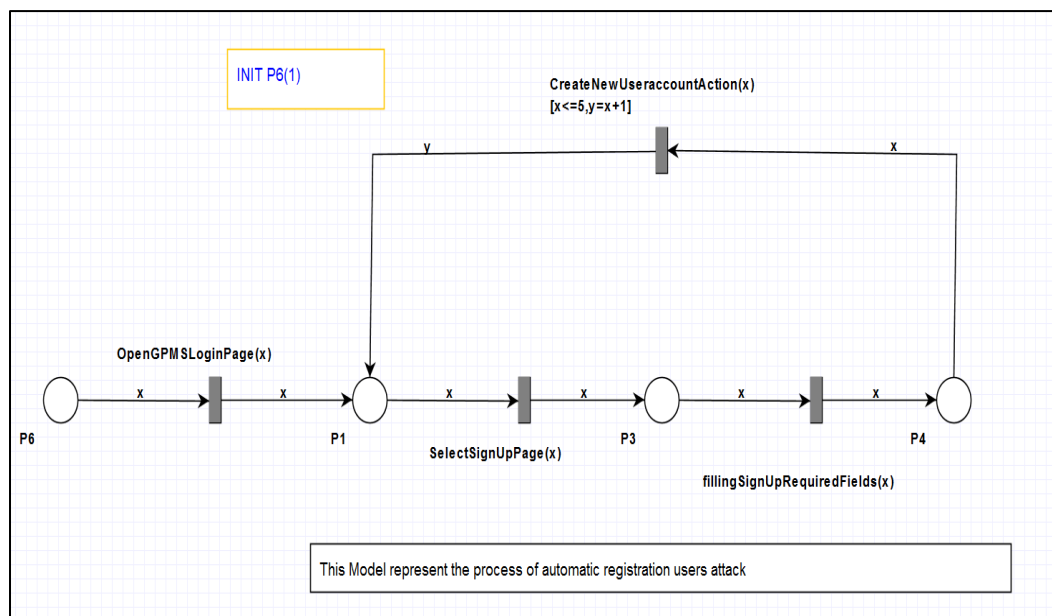 INIT P6(1)
CreateNewUseraccountAction(x)
[x<=5,y=x+1]
y
x
OpenGPMSLoginPage(x)
x
x
x
x
x
x
P6
P1
P3
P4
SelectSignUpPage(x)
fillingSignUpRequiredFields(x)
This Model represent the process of automatic registration users attack